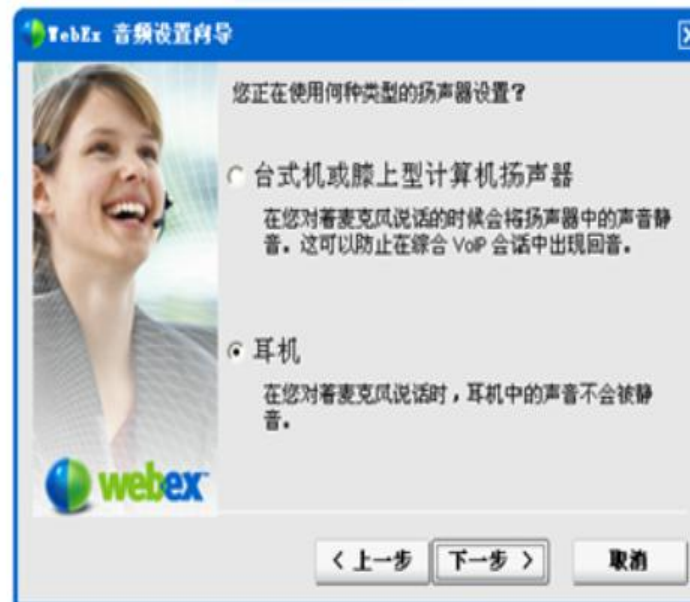 WebEx 音频设置向导
您正在使用何种类型的扬声器设置?
台式机或膝上型计算机扬声器
在您对着麦克风说话的时候会将扬声器中的声音静
音。这可以防止在综合 VoIP 会话中出现回音。
耳机
在您对着麦克风说话时,耳机中的声音不会被静
音。
webex
< 上一步
下一步 >
取消